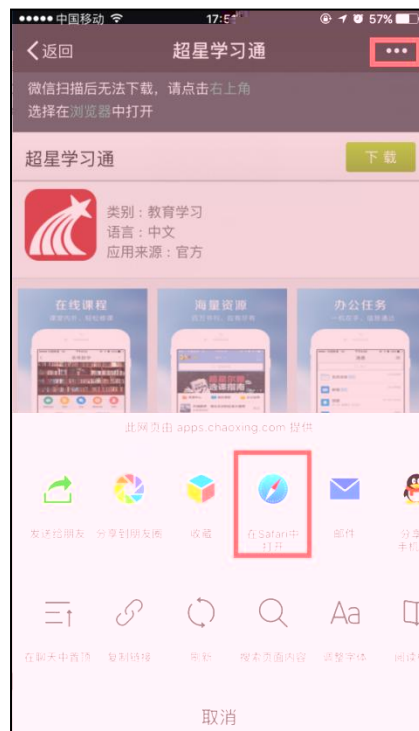 中国移动
17:5
57%
返回
超星学习通
微信扫描后无法下载，请点击右上角
选择在浏览器中打开
超星学习通
下载
类别：教育学习
语言：中文
应用来源：官方
在线课程
海量资源
办公任务
此网页由 apps.chaoxing.com 提供
发送给朋友
分享到朋友圈
收藏
在Safari中
打开
邮件
分享
手机
在聊天中置顶
复制链接
刷新
搜索页面内容
Aa
调整字体
阅读
取消